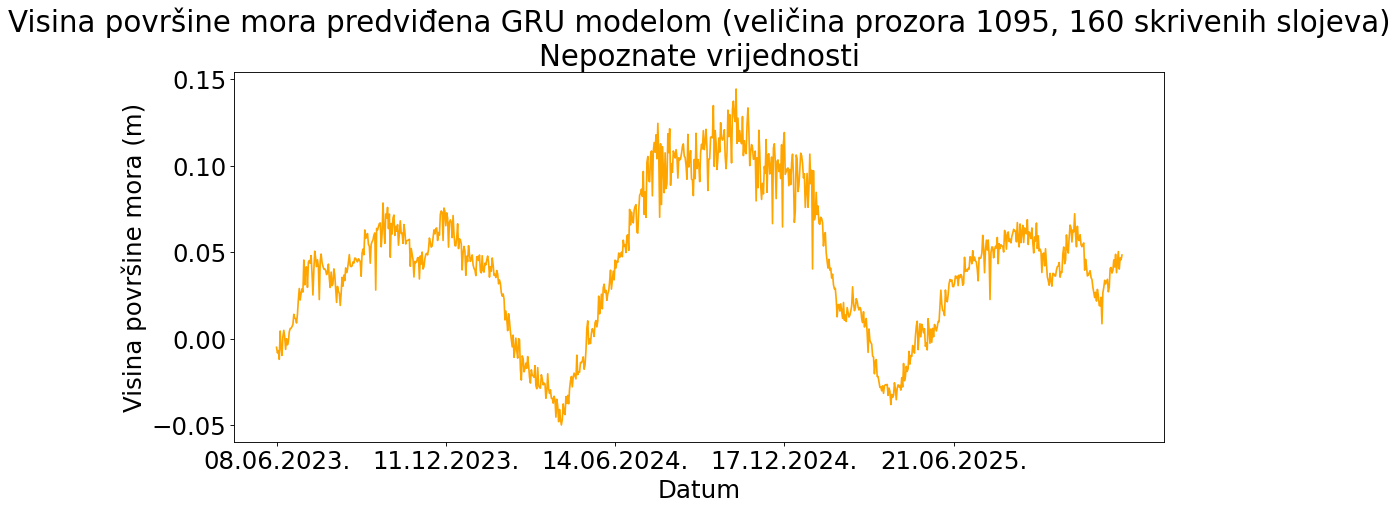 Visina površine mora predviđena GRU modelom (veličina prozora 1095, 160 skrivenih slojeva)
Nepoznate vrijednosti
Visina površine mora (m)
0.15
0.10
0.05
0.00
−0.05
08.06.2023. 11.12.2023. 14.06.2024. 17.12.2024. 21.06.2025.
Datum